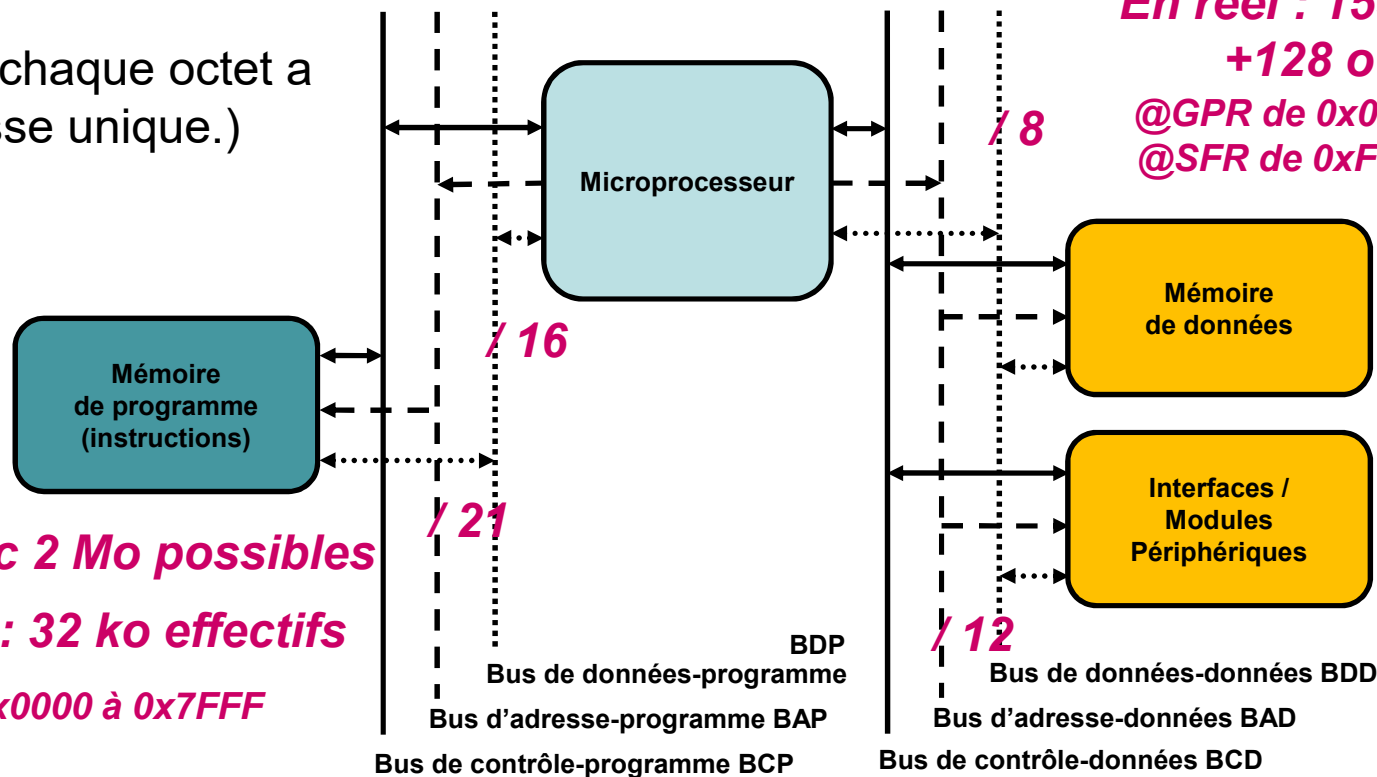 chaque octet a
sse unique.)
En réel : 15
+128 o
@GPR de 0x0
@SFR de 0xF
/ 8
Microprocesseur
Mémoire
de données
/ 16
Mémoire
de programme
(instructions)
Interfaces /
Modules
Périphériques
/ 21
c 2 Mo possibles
: 32 ko effectifs
x0000 à 0x7FFF
/ 12
BDP
Bus de données-programme
Bus de données-données BDD
Bus d’adresse-programme BAP
Bus d’adresse-données BAD
Bus de contrôle-programme BCP
Bus de contrôle-données BCD